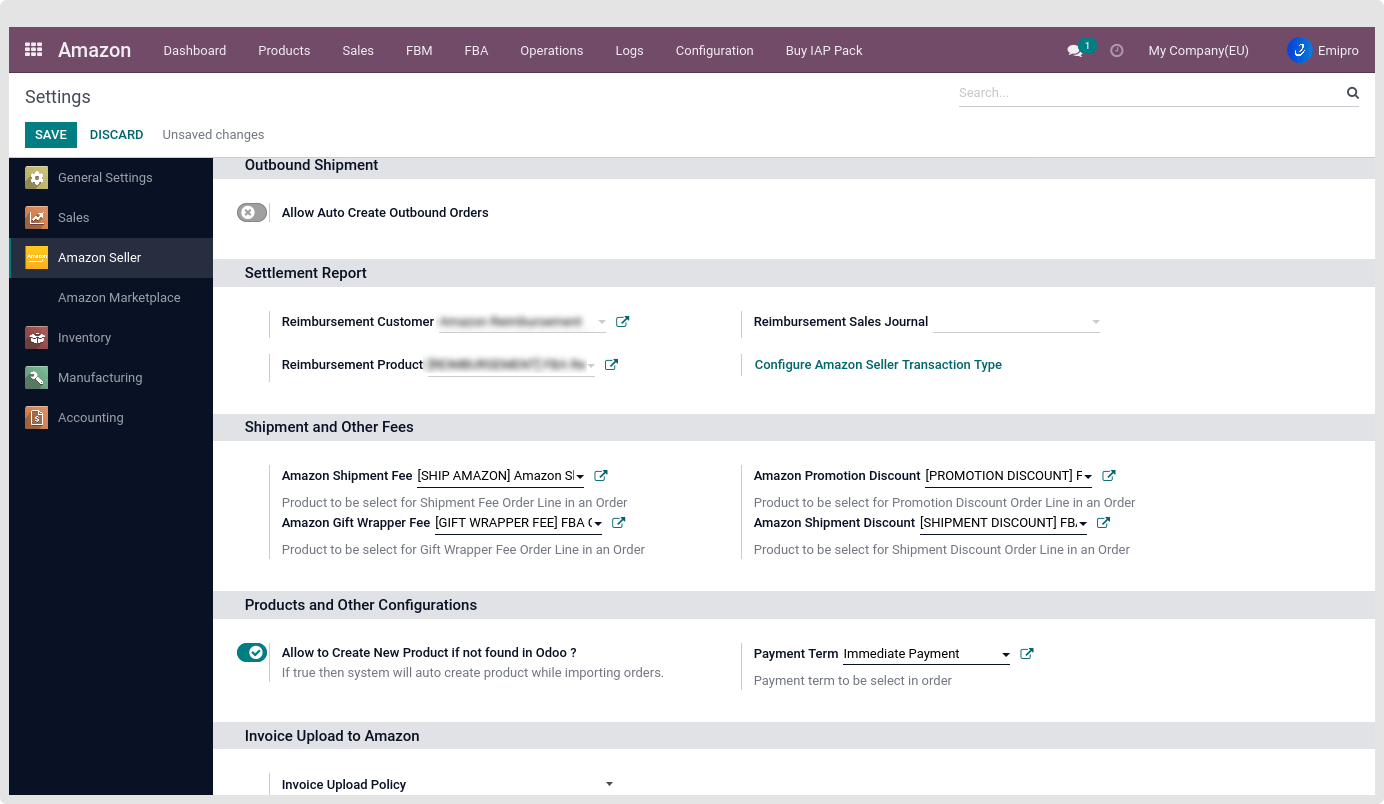 Amazon Dashboard Products Sales FBM FBA Operations Logs Configuration Buy IAP Pack 1 My Company(EU) Emipro
Settings Search...
SAVE DISCARD Unsaved changes
General Settings
Sales
Amazon Seller
Amazon Marketplace
Inventory
Manufacturing
Accounting
Outbound Shipment
Allow Auto Create Outbound Orders
Settlement Report
Reimbursement Customer
Reimbursement Sales Journal
Reimbursement Product
Configure Amazon Seller Transaction Type
Shipment and Other Fees
Amazon Shipment Fee [SHIP AMAZON] Amazon
Product to be select for Shipment Fee Order Line in an Order
Amazon Gift Wrapper Fee [GIFT WRAPPER FEE] FBA
Product to be select for Gift Wrapper Fee Order Line in an Order
Amazon Promotion Discount [PROMOTION DISCOUNT]
Product to be select for Promotion Discount Order Line in an Order
Amazon Shipment Discount [SHIPMENT DISCOUNT]
Product to be select for Shipment Discount Order Line in an Order
Products and Other Configurations
Allow to Create New Product if not found in Odoo ?
If true then system will auto create product while importing orders.
Payment Term Immediate Payment
Payment term to be select in order
Invoice Upload to Amazon
Invoice Upload Policy